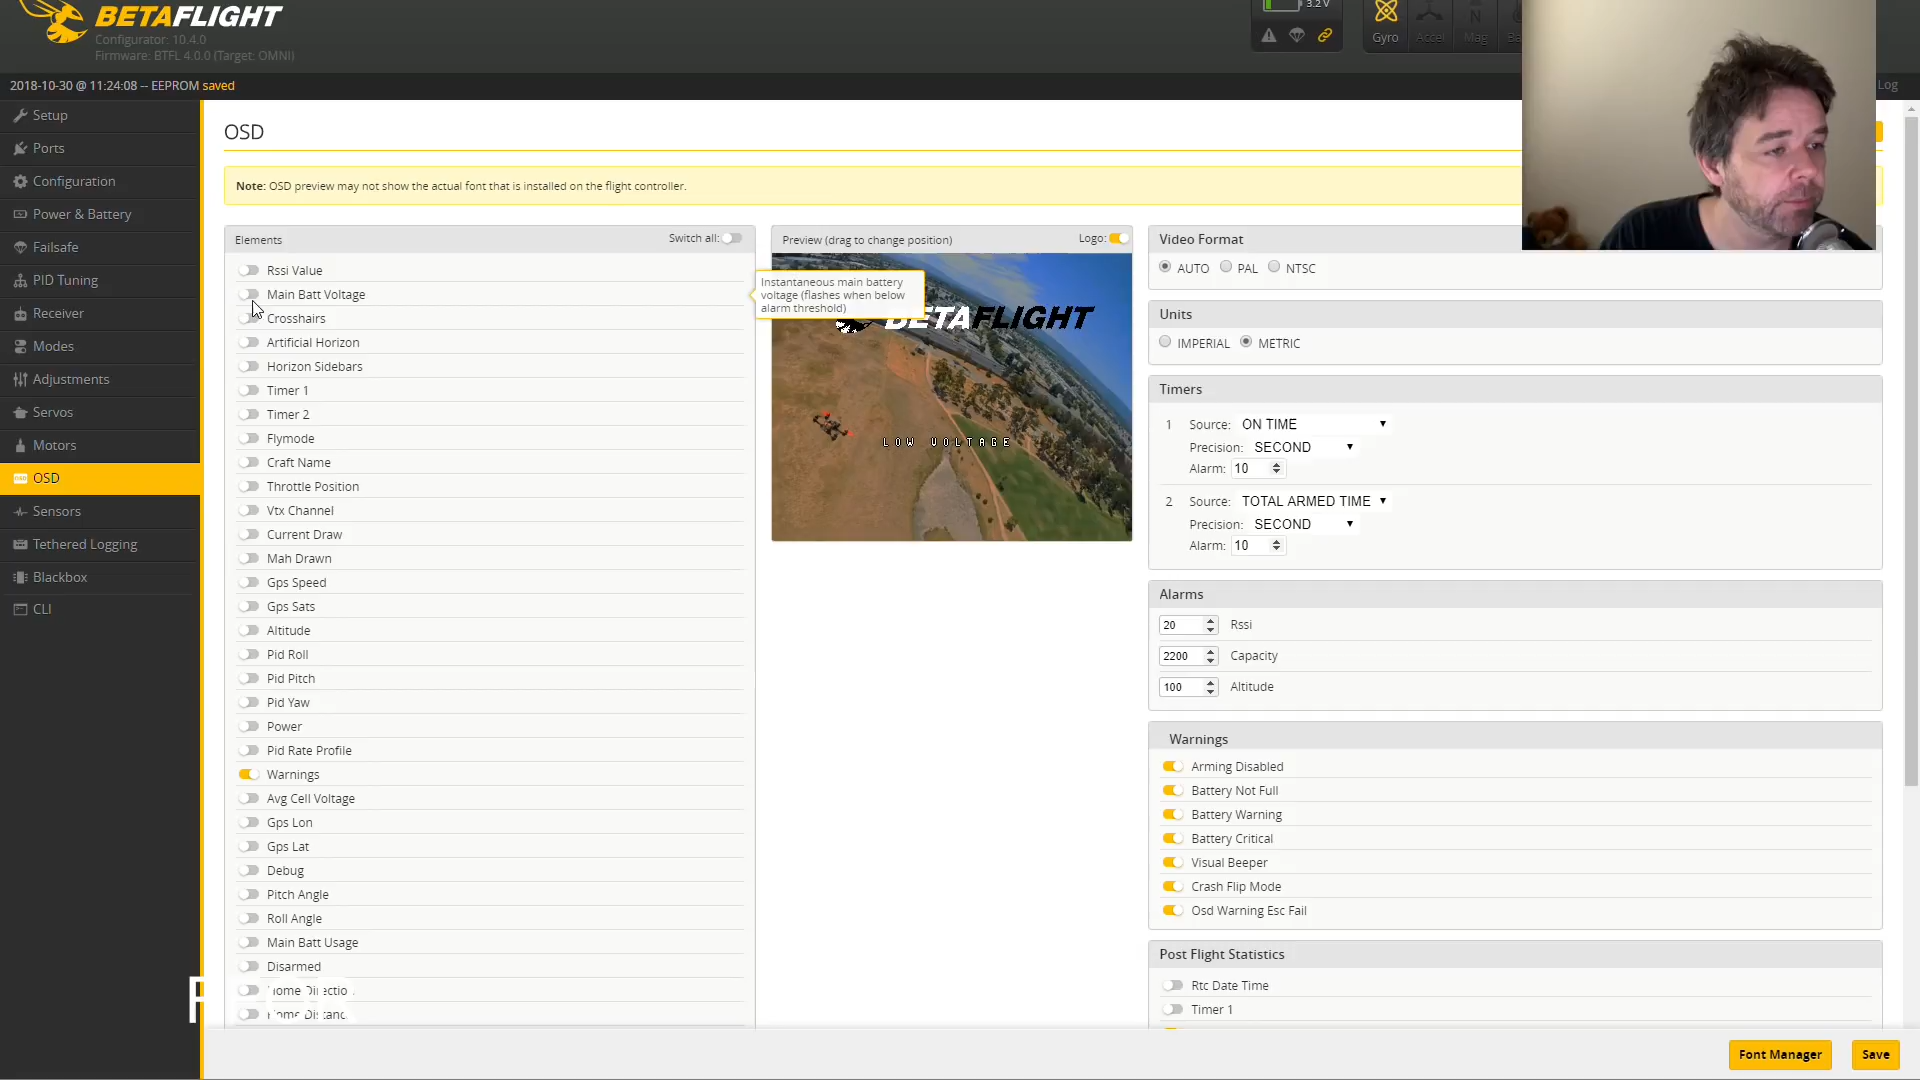 BETAFLIGHT
Configurator: 10.4.0
Firmware: BTFL 4.0.0 (Target: OMNI)
3.2 V
Gyro
Accel
Mag
2018-10-30 @ 11:24:08 -- EEPROM saved
Log
Setup
Ports
Configuration
Power & Battery
Failsafe
PID Tuning
Receiver
Modes
Adjustments
Servos
Motors
OSD
Sensors
Tethered Logging
Blackbox
CLI
OSD
Note: OSD preview may not show the actual font that is installed on the flight controller.
Elements
Switch all:
Rssi Value
Main Batt Voltage
Crosshairs
Artificial Horizon
Horizon Sidebars
Timer 1
Timer 2
Flymode
Craft Name
Throttle Position
Vtx Channel
Current Draw
Mah Drawn
Gps Speed
Gps Sats
Altitude
Pid Roll
Pid Pitch
Pid Yaw
Power
Pid Rate Profile
Warnings
Avg Cell Voltage
Gps Lon
Gps Lat
Debug
Pitch Angle
Roll Angle
Main Batt Usage
Disarmed
Preview (drag to change position)
Logo:
Instantaneous main battery
voltage (flashes when below
alarm threshold)
BETAFLIGHT
LOW VOLTAGE
Video Format
AUTO PAL NTSC
Units
IMPERIAL METRIC
Timers
1 Source: ON TIME
Precision: SECOND
Alarm: 10
2 Source: TOTAL ARMED TIME
Precision: SECOND
Alarm: 10
Alarms
20 Rssi
2200 Capacity
100 Altitude
Warnings
Arming Disabled
Battery Not Full
Battery Warning
Battery Critical
Visual Beeper
Crash Flip Mode
Osd Warning Esc Fail
Post Flight Statistics
Rtc Date Time
Timer 1
Font Manager
Save